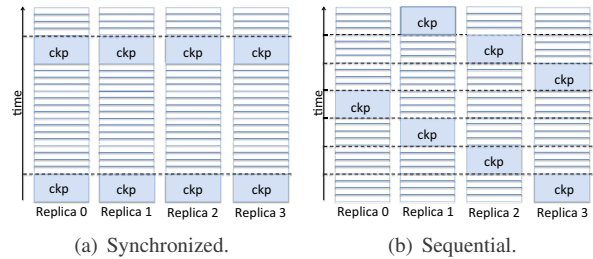 time
ckp
ckp ckp ckp ckp
ckp ckp ckp ckp
Replica 0 Replica 1 Replica 2 Replica 3
(a) Synchronized.
time
ckp
ckp
ckp
ckp
ckp
ckp
Replica 0 Replica 1 Replica 2 Replica 3
(b) Sequential.